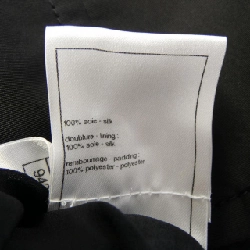 100% soie - silk
doublure - lining :
100% soie - silk
rembourrage - padding :
100% polyester - polyester